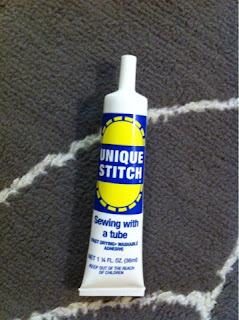 UNIQUE
STITCH
Sewing with
a tube
FAST DRYING • WASHABLE
ADHESIVE
NET 1 ¼ FL. OZ. (36ml)
KEEP OUT OF THE REACH
OF CHILDREN